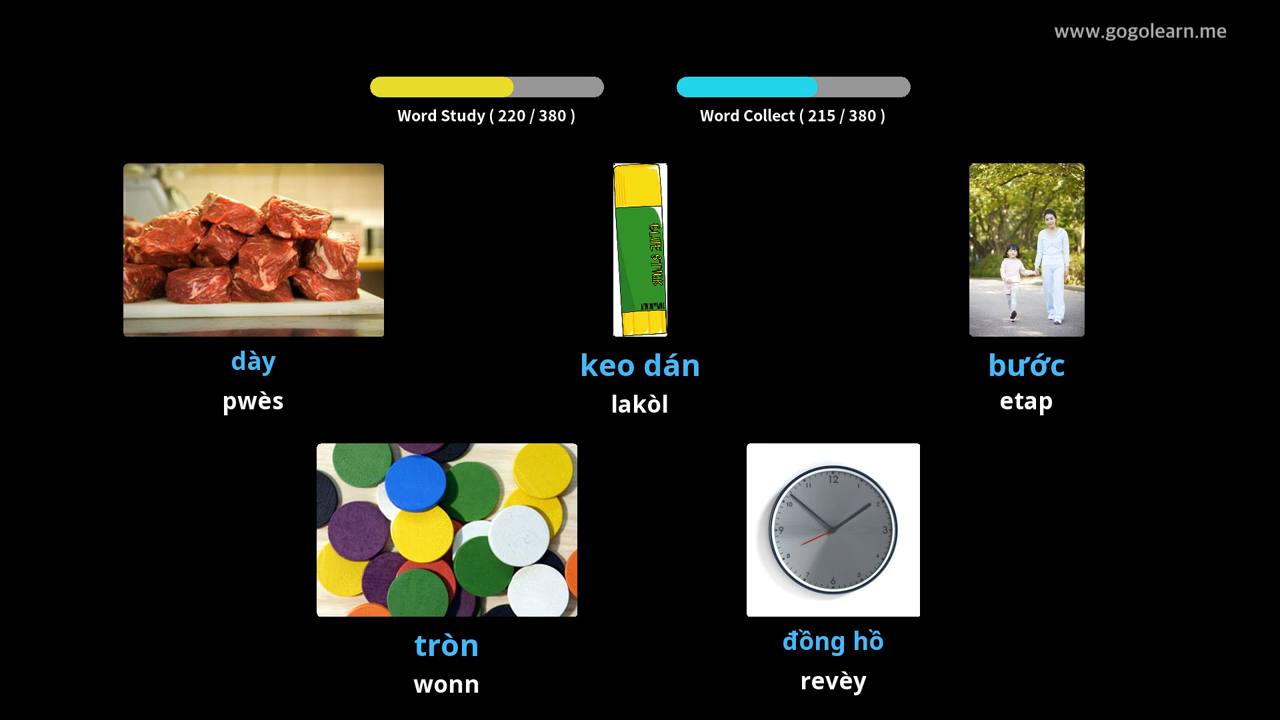 www.gogolearn.me
Word Study ( 220 / 380 )
Word Collect ( 215 / 380 )
dày
pwès
keo dán
lakòl
bước
etap
tròn
wonn
đồng hồ
revèy